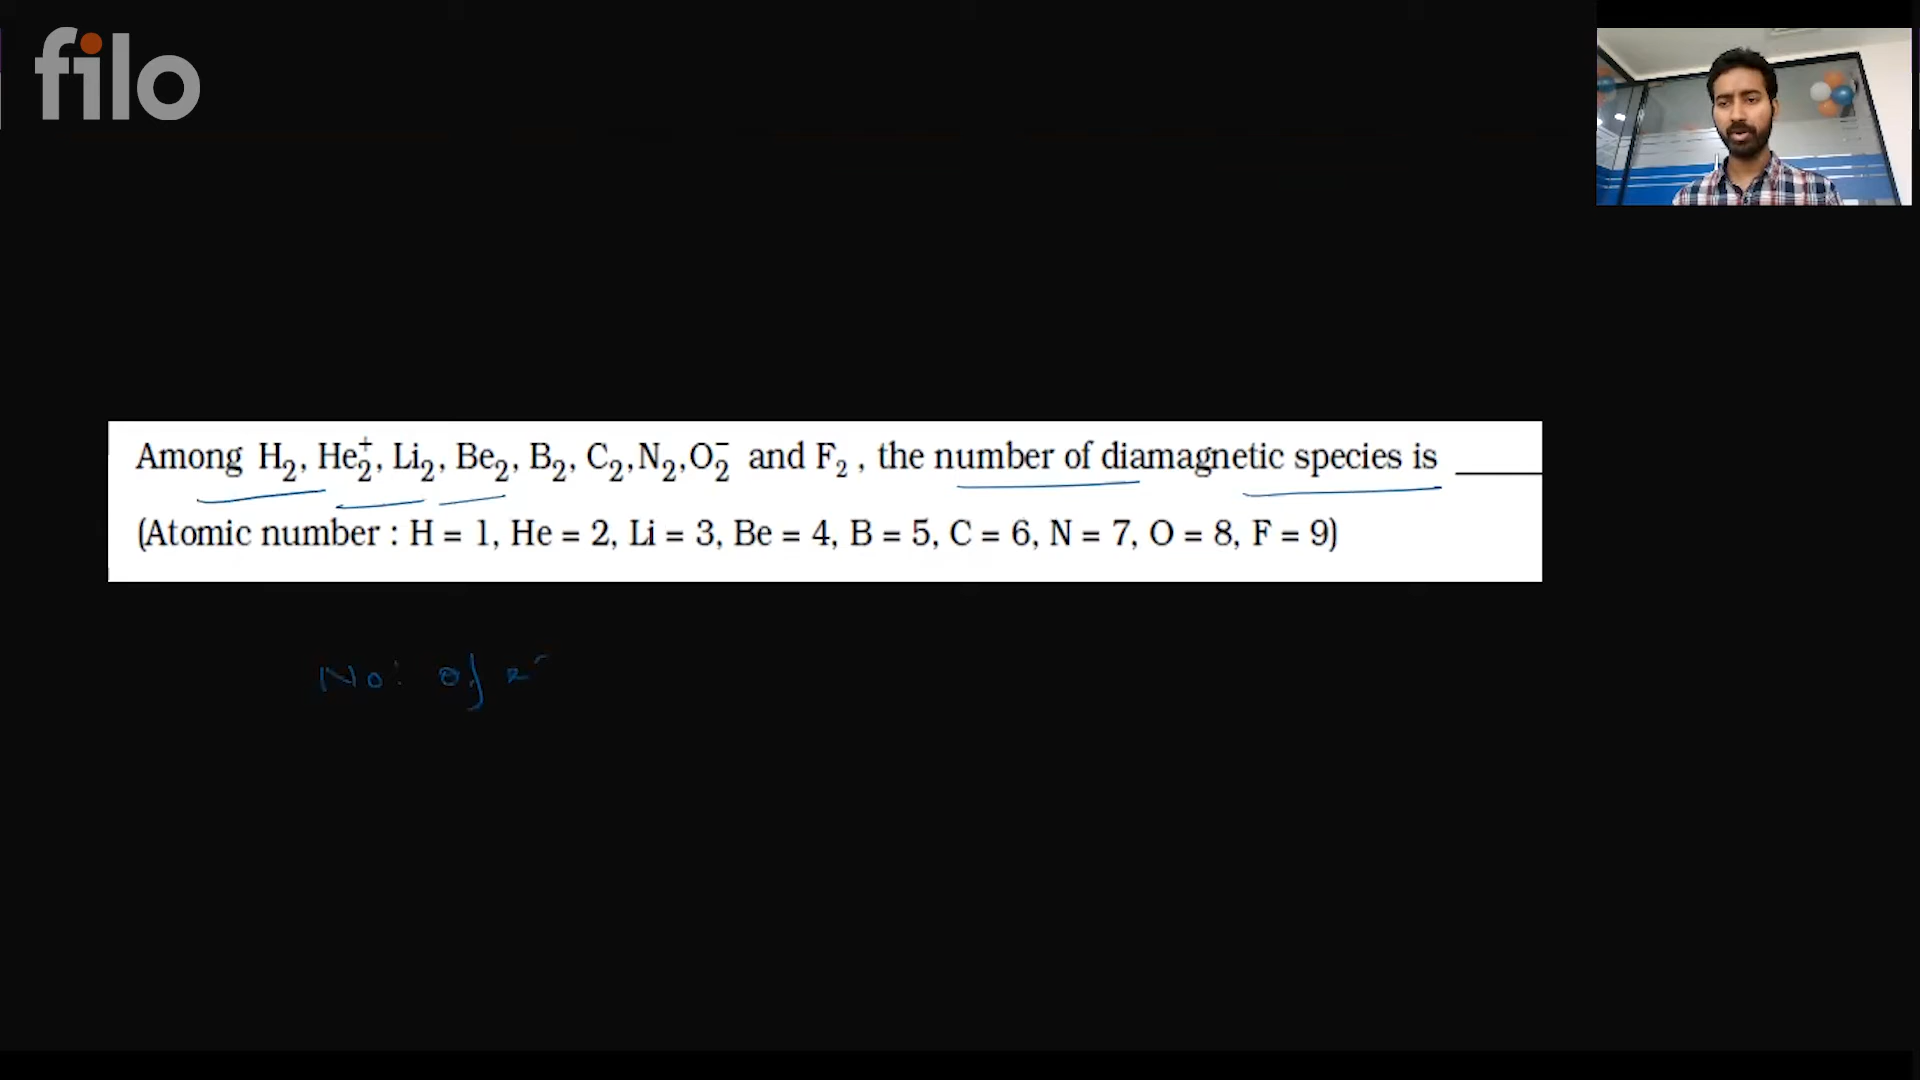 filo
Among H₂, He₂⁺, Li₂, Be₂, B₂, C₂, N₂, O₂⁻ and F₂ , the number of diamagnetic species is ______
(Atomic number : H = 1, He = 2, Li = 3, Be = 4, B = 5, C = 6, N = 7, O = 8, F = 9)
No: of e⁻